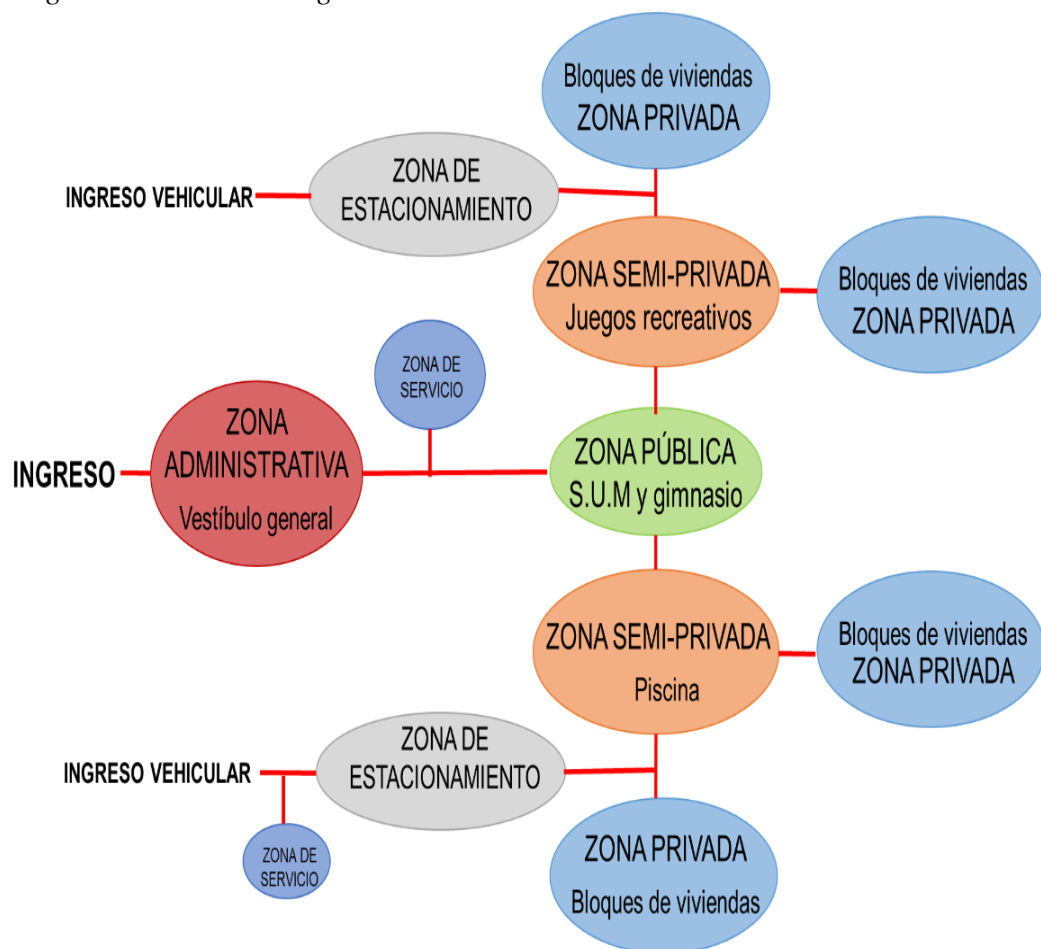 Bloques de viviendas
ZONA PRIVADA
ZONA DE
ESTACIONAMIENTO
INGRESO VEHICULAR
ZONA SEMI-PRIVADA
Juegos recreativos
Bloques de viviendas
ZONA PRIVADA
ZONA DE
SERVICIO
ZONA
ADMINISTRATIVA
Vestíbulo general
INGRESO
ZONA PÚBLICA
S.U.M y gimnasio
ZONA SEMI-PRIVADA
Piscina
Bloques de viviendas
ZONA PRIVADA
ZONA DE
ESTACIONAMIENTO
INGRESO VEHICULAR
ZONA DE
SERVICIO
ZONA PRIVADA
Bloques de viviendas